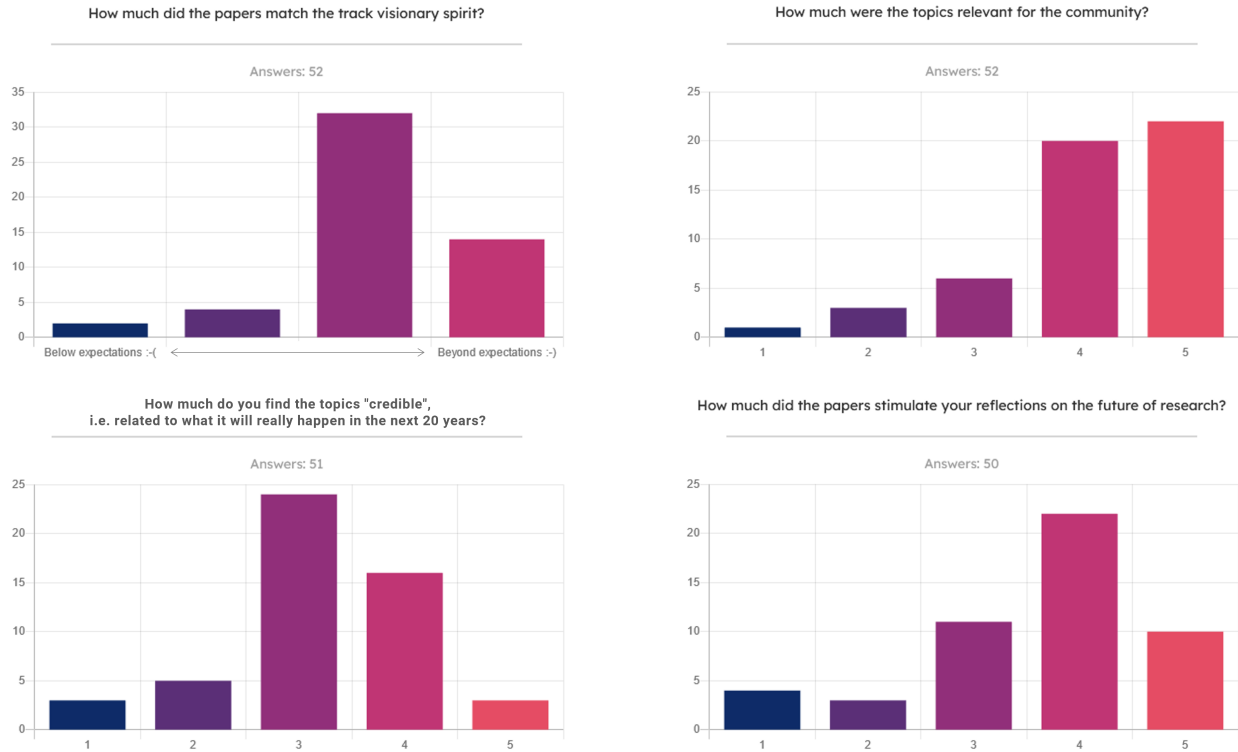 How much did the papers match the track visionary spirit?
Answers: 52
35
30
25
20
15
10
5
0
Below expectations :-(
Beyond expectations :-)
How much were the topics relevant for the community?
Answers: 52
25
20
15
10
5
0
1 2 3 4 5
How much do you find the topics "credible",
i.e. related to what it will really happen in the next 20 years?
Answers: 51
25
20
15
10
5
0
1 2 3 4 5
How much did the papers stimulate your reflections on the future of research?
Answers: 50
25
20
15
10
5
0
1 2 3 4 5